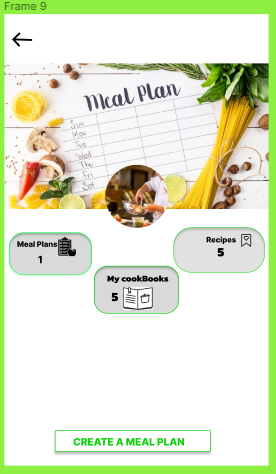 Frame 9
Meal Plan
Sun
Mon
Tue
Wed
Thu
Fri
Sat
Meal Plans
1
Recipes
5
My cookBooks
5
CREATE A MEAL PLAN